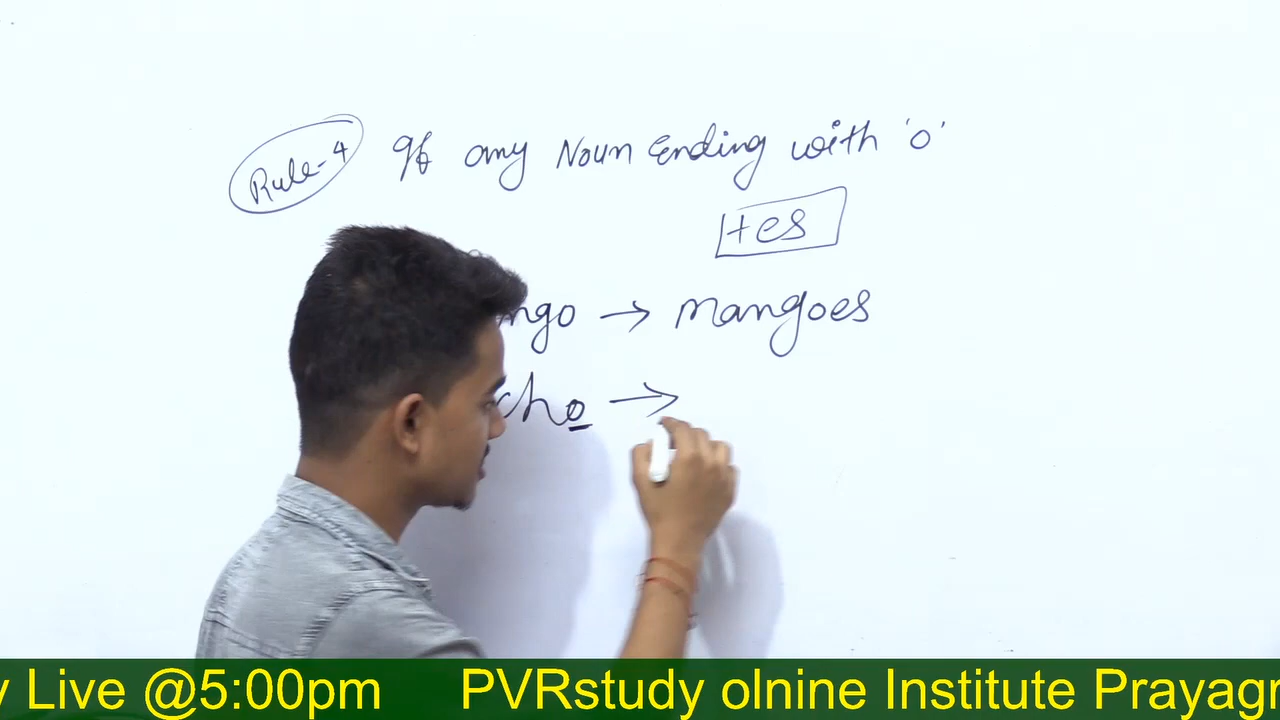 Rule-4 If any Noun Ending with 'o'
+es
ngo → Mangoes
cho →
y Live @5:00pm PVRstudy olnine Institute Prayagr